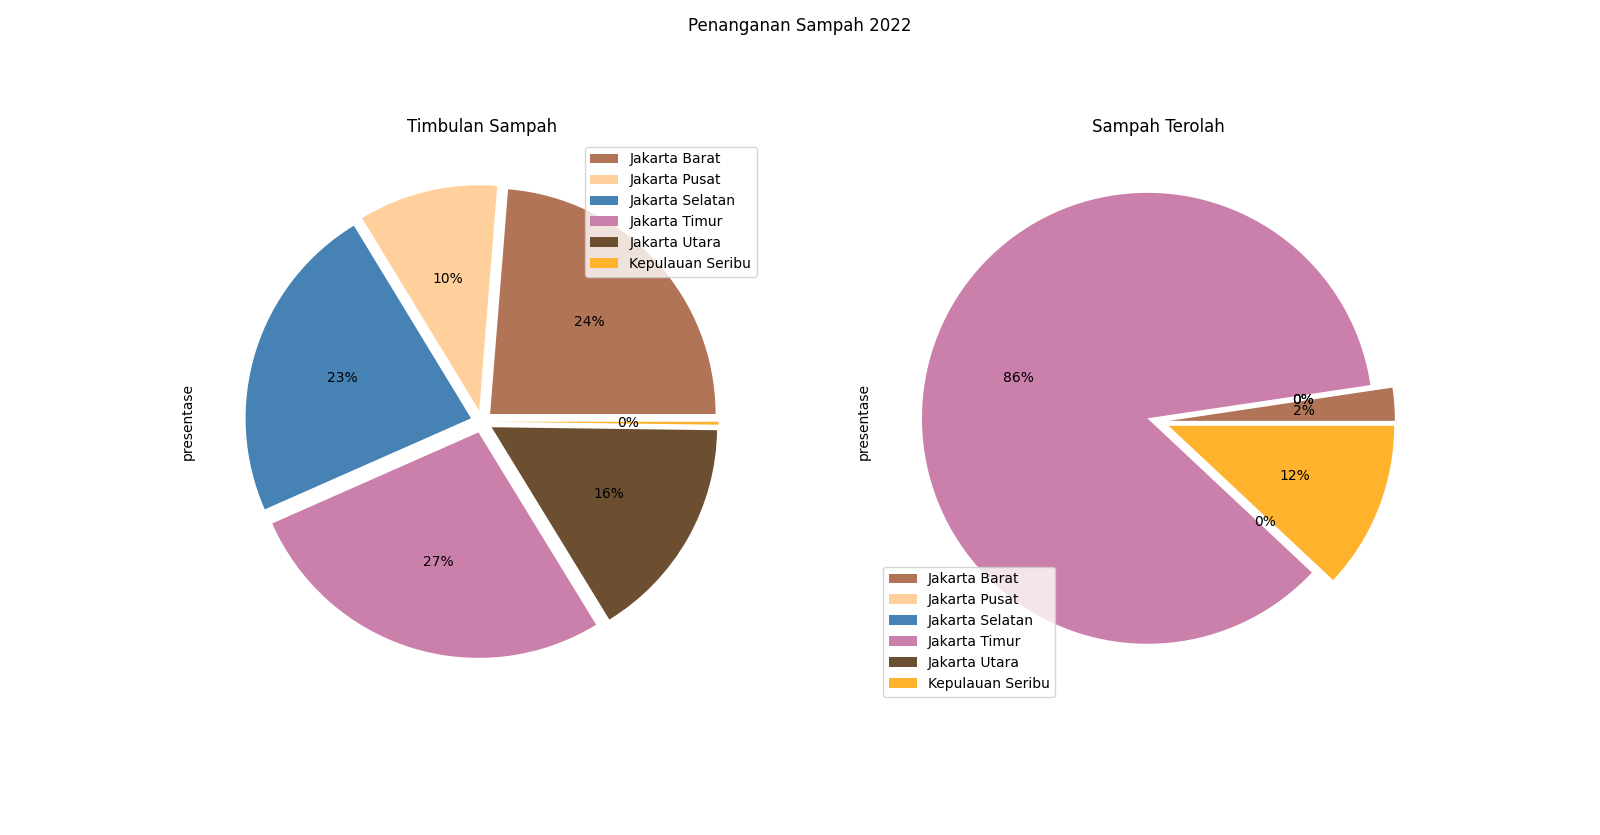 Penanganan Sampah 2022
Timbulan Sampah
Jakarta Barat
Jakarta Pusat
Jakarta Selatan
Jakarta Timur
Jakarta Utara
Kepulauan Seribu
10%
24%
23%
0%
16%
27%
presentase
Sampah Terolah
86%
0%
0%
2%
12%
0%
presentase
Jakarta Barat
Jakarta Pusat
Jakarta Selatan
Jakarta Timur
Jakarta Utara
Kepulauan Seribu